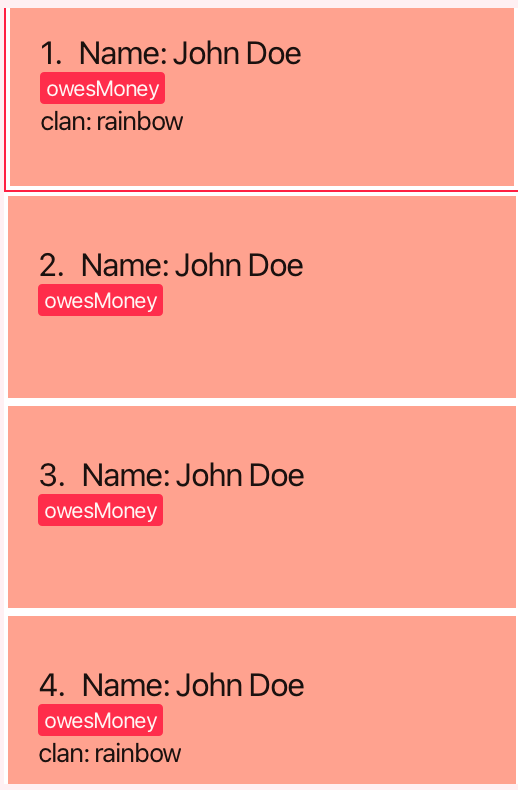 1. Name: John Doe
owesMoney
clan: rainbow
2. Name: John Doe
owesMoney
3. Name: John Doe
owesMoney
4. Name: John Doe
owesMoney
clan: rainbow